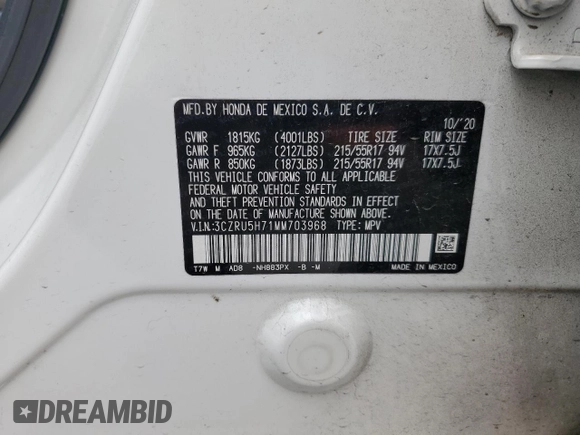 MFD.BY HONDA DE MEXICO S.A. DE C.V.
10/'20
GVWR 1815KG (4001LBS) TIRE SIZE RIM SIZE
GAWR F 965KG (2127LBS) 215/55R17 94V 17X7.5J
GAWR R 850KG (1873LBS) 215/55R17 94V 17X7.5J
THIS VEHICLE CONFORMS TO ALL APPLICABLE
FEDERAL MOTOR VEHICLE SAFETY
AND THEFT PREVENTION STANDARDS IN EFFECT
ON THE DATE OF MANUFACTURE SHOWN ABOVE.
V.I.N:3CZRU5H71MM703968 TYPE: MPV
T7W M AD8 -NH883PX -B -M
MADE IN MEXICO
DREAMBID